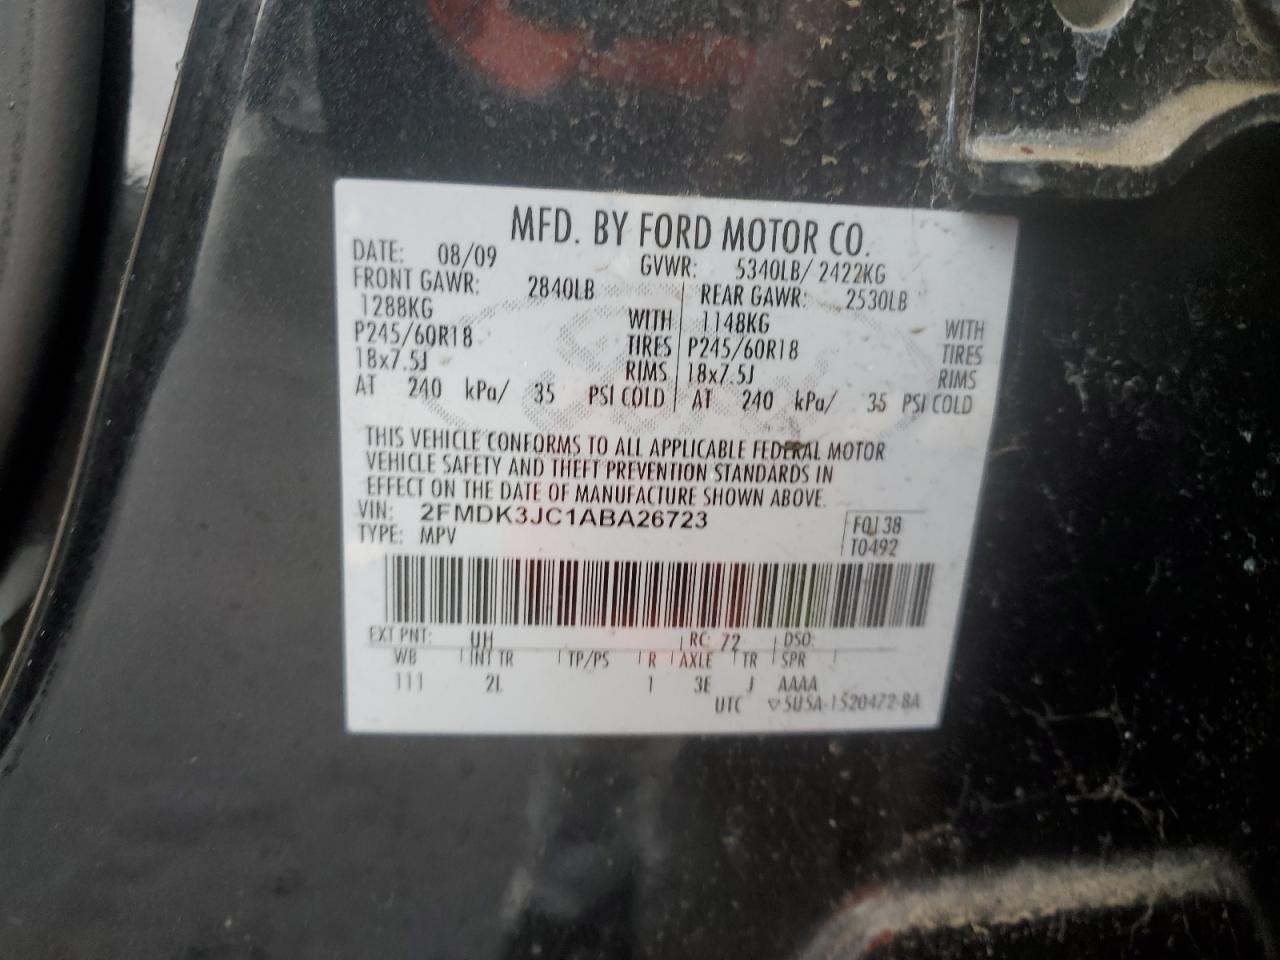 MFD. BY FORD MOTOR CO.
DATE: 08/09 GVWR: 5340LB/ 2422KG
FRONT GAWR: 2840LB REAR GAWR: 2530LB
1288KG WITH 1148KG WITH
P245/60R18 TIRES P245/60R18 TIRES
18x7.5J RIMS 18x7.5J RIMS
AT 240 kPa/ 35 PSI COLD AT 240 kPa/ 35 PSI COLD
THIS VEHICLE CONFORMS TO ALL APPLICABLE FEDERAL MOTOR
VEHICLE SAFETY AND THEFT PREVENTION STANDARDS IN
EFFECT ON THE DATE OF MANUFACTURE SHOWN ABOVE.
VIN: 2FMDK3JC1ABA26723 F0138
TYPE: MPV T0492
EXT PNT: UH RC: 72 DSO:
WB INT TR TP/PS R AXLE TR SPR
111 2L 1 3E J AAAA
UTC ▽5U5A-1520472-BA